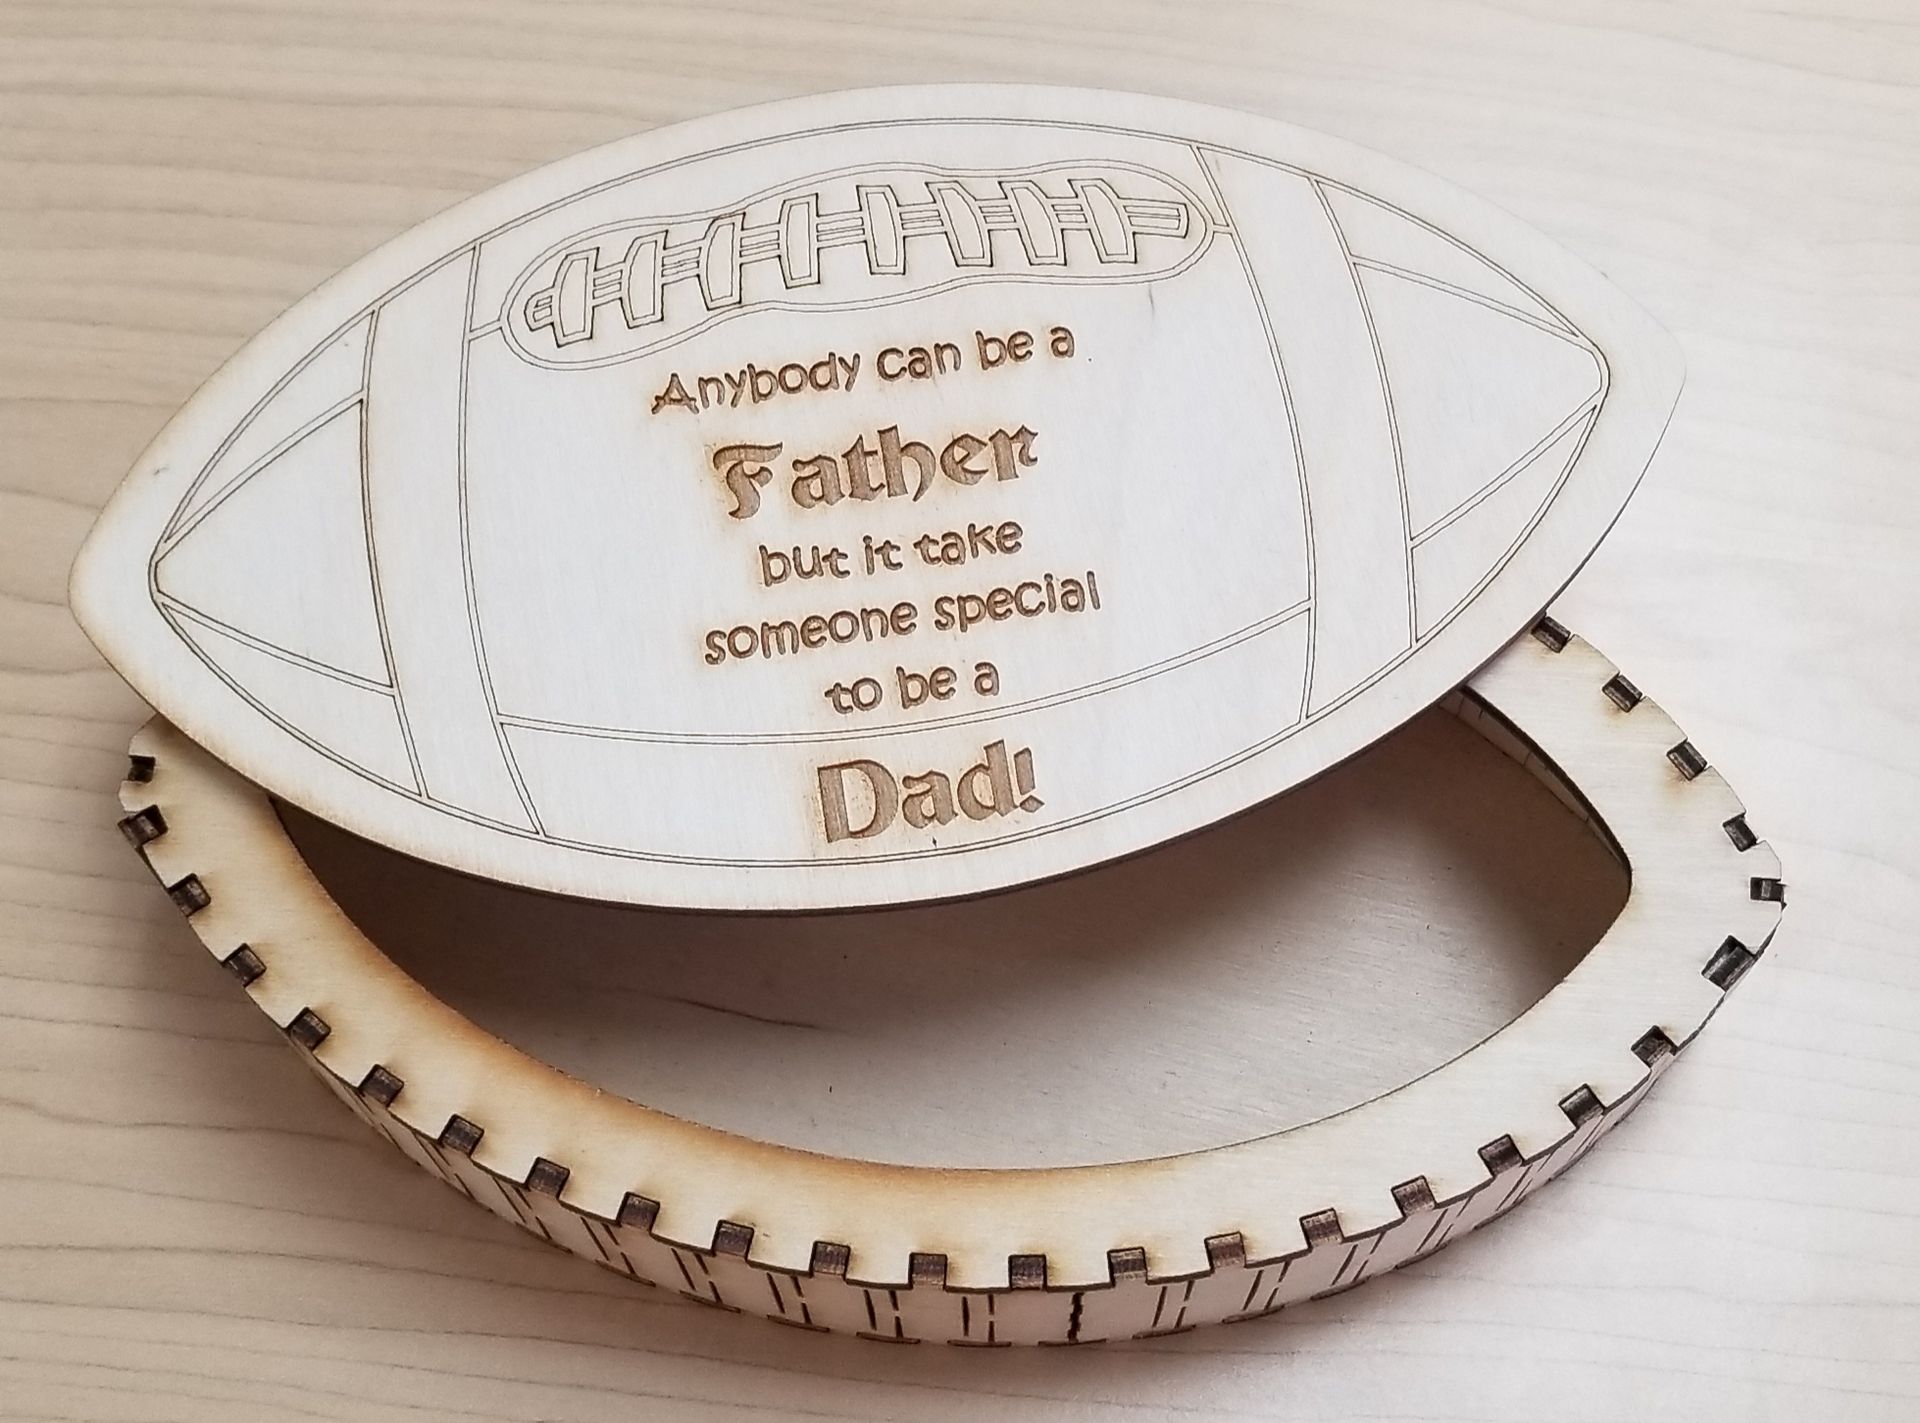 Anybody can be a
Father
but it take
someone special
to be a
Dad!